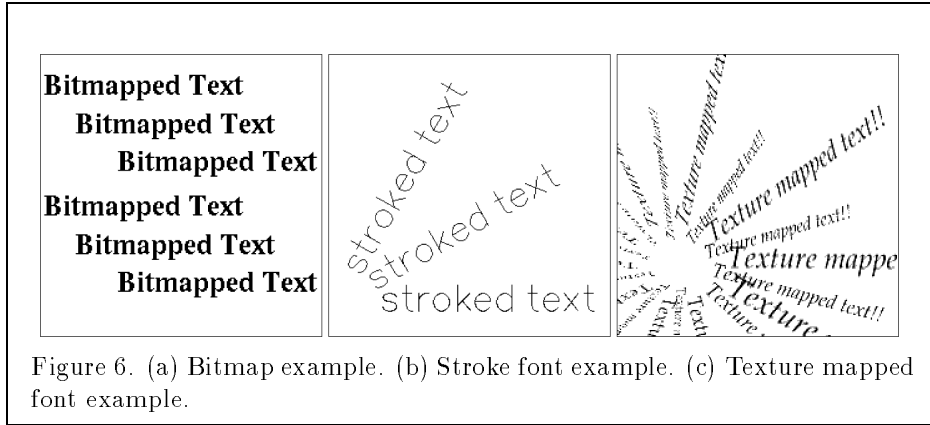 Bitmapped Text
Bitmapped Text
Bitmapped Text
Bitmapped Text
Bitmapped Text
Bitmapped Text
stroked text
stroked text
stroked text
Texture mapped tex
Texture mapped text!!
Texture mapped text!!
Texture mapped text!!
Texture mappe
Texture mapped text!!
Texture
Figure 6. (a) Bitmap example. (b) Stroke font example. (c) Texture mapped
font example.